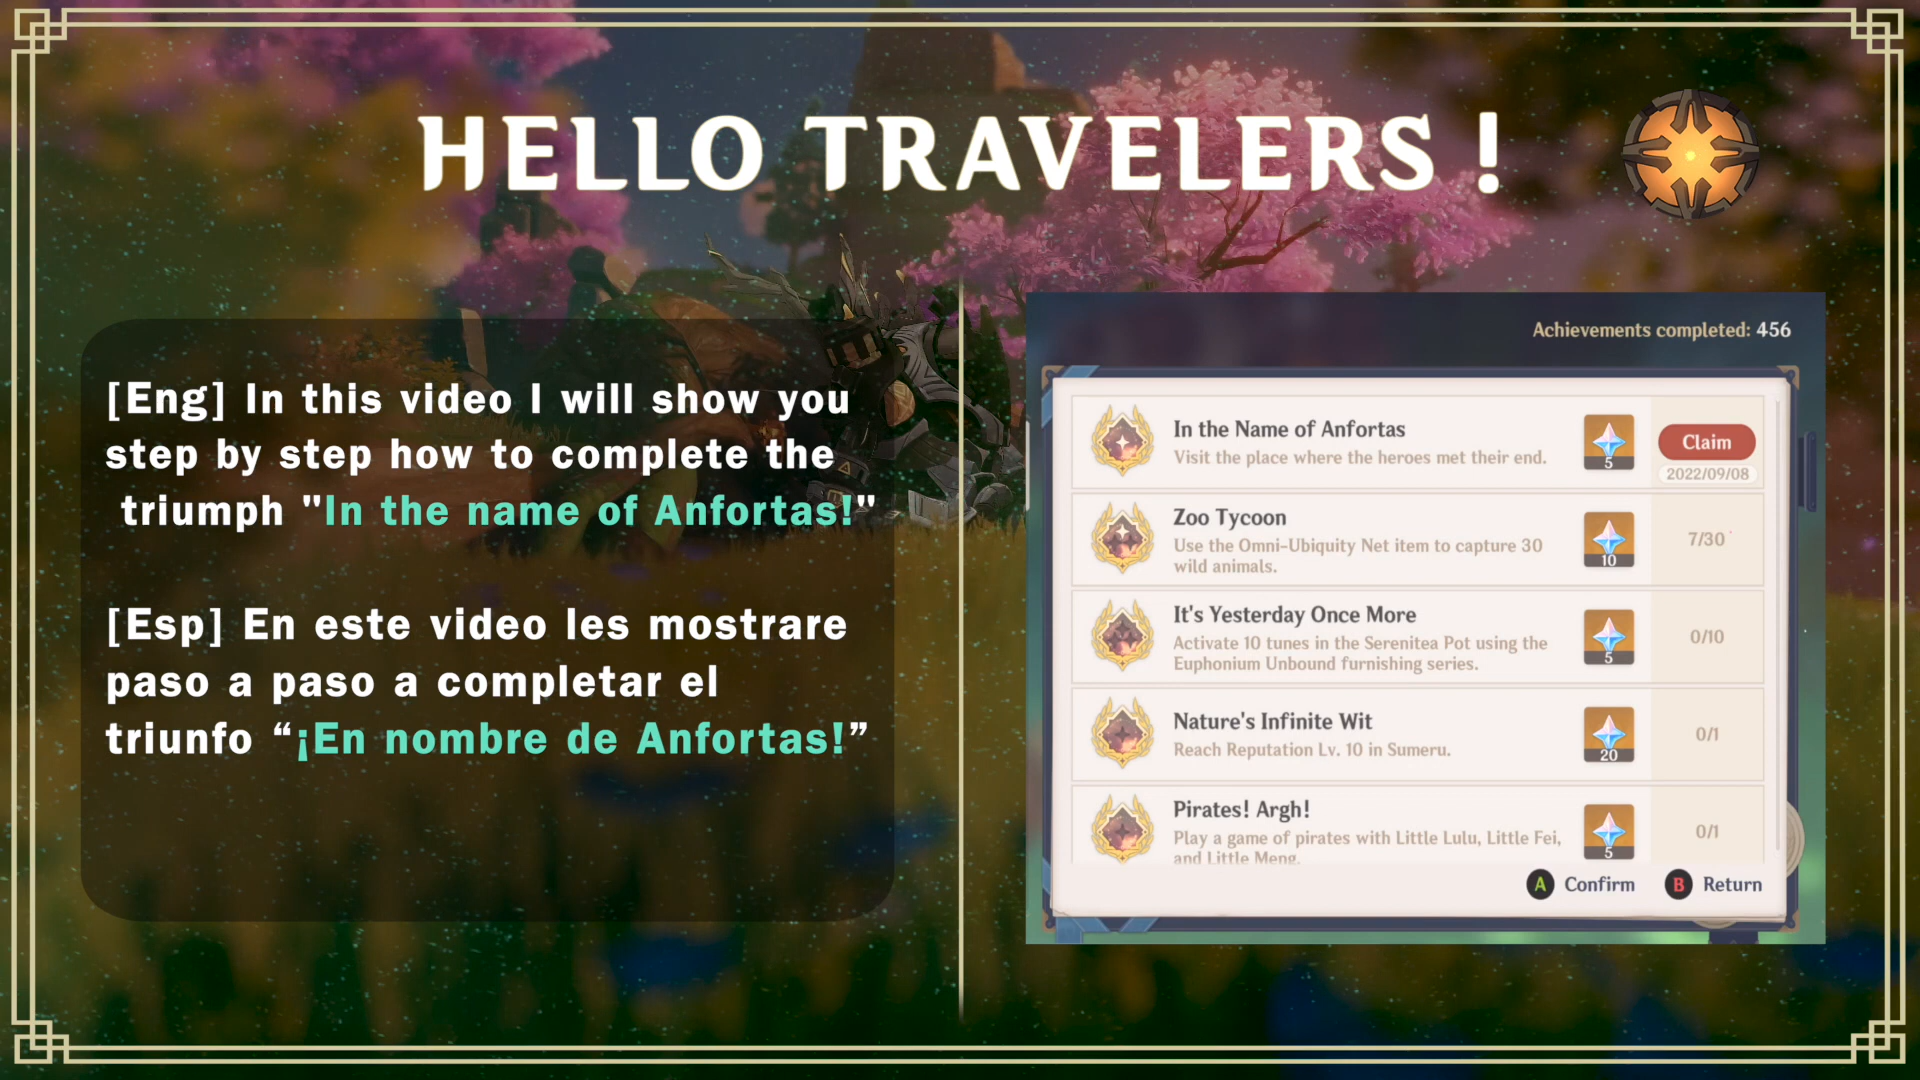 HELLO TRAVELERS !
[Eng] In this video I will show you
step by step how to complete the
triumph "In the name of Anfortas!"
[Esp] En este video les mostrare
paso a paso a completar el
triunfo “¡En nombre de Anfortas!”
Achievements completed: 456
In the Name of Anfortas
Visit the place where the heroes met their end.
5
Claim
2022/09/08
Zoo Tycoon
Use the Omni-Ubiquity Net item to capture 30
wild animals.
10
7/30
It's Yesterday Once More
Activate 10 tunes in the Serenitea Pot using the
Euphonium Unbound furnishing series.
5
0/10
Nature's Infinite Wit
Reach Reputation Lv. 10 in Sumeru.
20
0/1
Pirates! Argh!
Play a game of pirates with Little Lulu, Little Fei,
and Little Meng.
5
0/1
A Confirm B Return